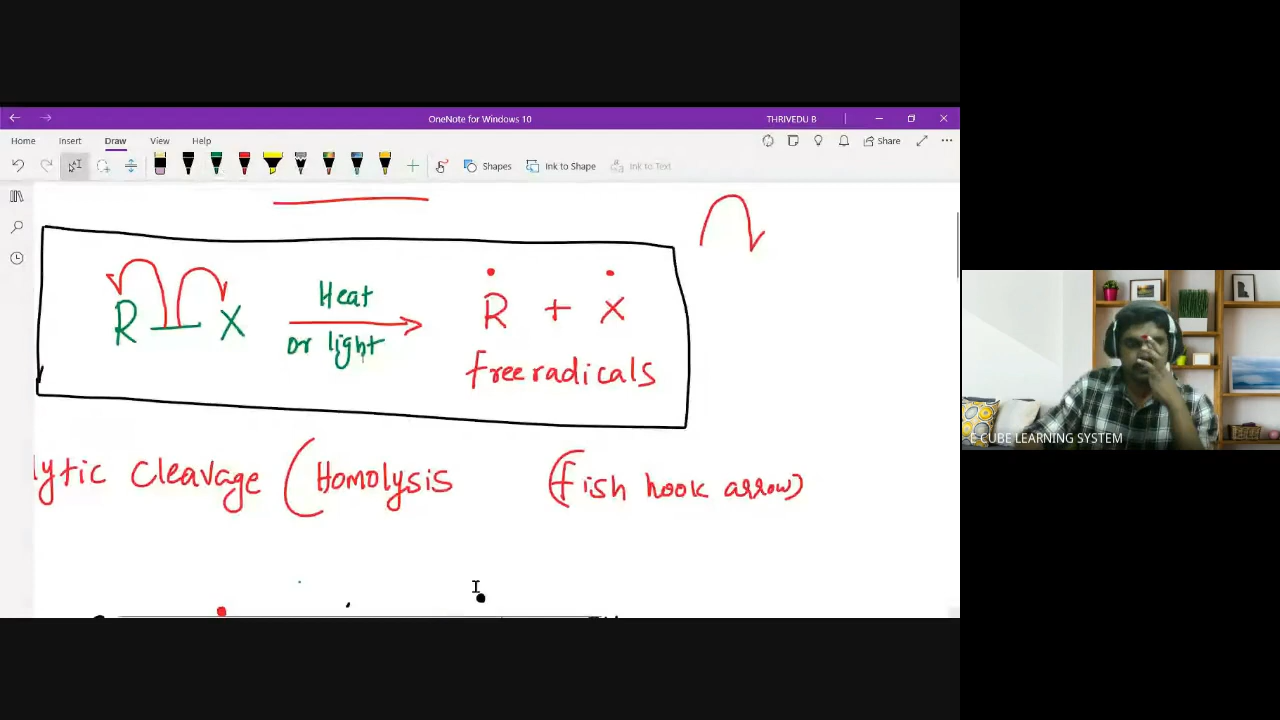 OneNote for Windows 10
THRIVEDU B
Home Insert Draw View Help
Share
Shapes Ink to Shape Ink to Text
R X
Heat
or light
R + X
free radicals
lytic Cleavage (Homolysis
(fish hook arrow)
E CUBE LEARNING SYSTEM